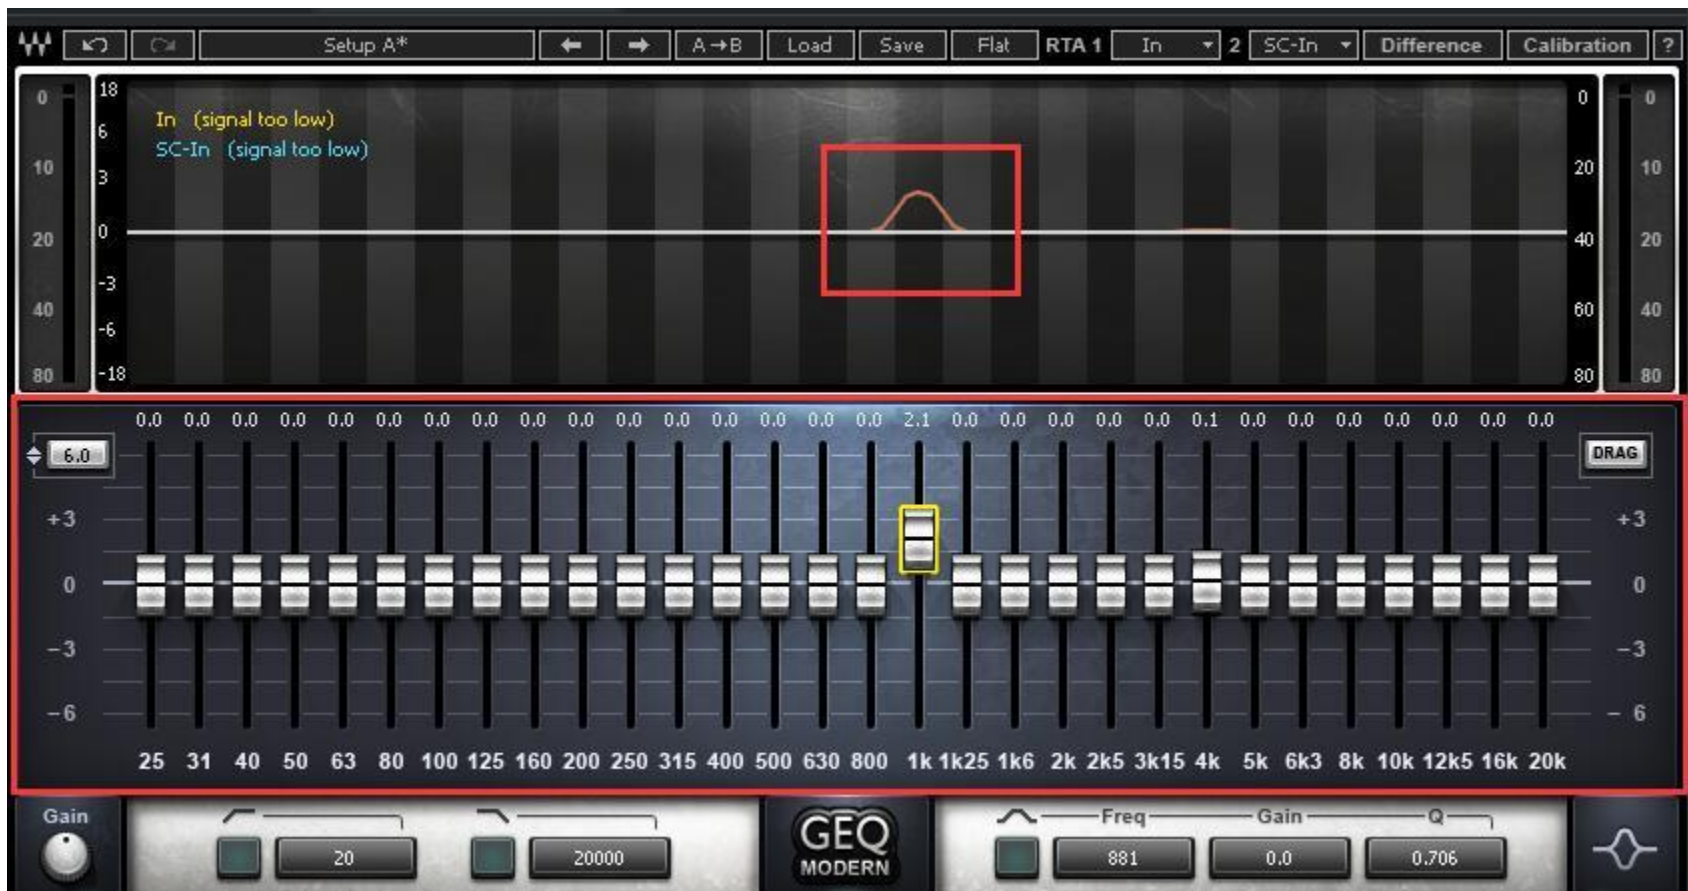 Setup A* A→B Load Save Flat RTA 1 In 2 SC-In Difference Calibration ?
0 18 0 0
In (signal too low)
6
SC-In (signal too low)
10 3 20 10
20 0 40 20
-3
40 60 40
-6
80 -18 80 80
0.0 0.0 0.0 0.0 0.0 0.0 0.0 0.0 0.0 0.0 0.0 0.0 0.0 0.0 0.0 0.0 2.1 0.0 0.0 0.0 0.0 0.0 0.1 0.0 0.0 0.0 0.0 0.0 0.0 0.0
6.0 DRAG
+3 +3
0 0
-3 -3
-6 - 6
25 31 40 50 63 80 100 125 160 200 250 315 400 500 630 800 1k 1k25 1k6 2k 2k5 3k15 4k 5k 6k3 8k 10k 12k5 16k 20k
Gain Freq Gain Q
GEQ
20 20000 881 0.0 0.706
MODERN